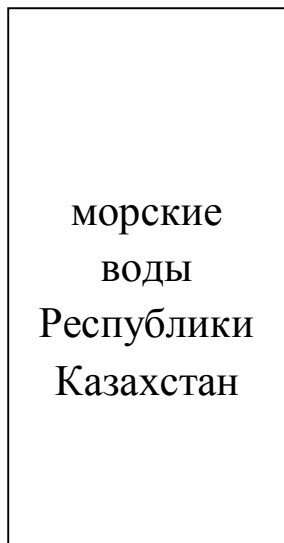 морские
воды
Республики
Казахстан